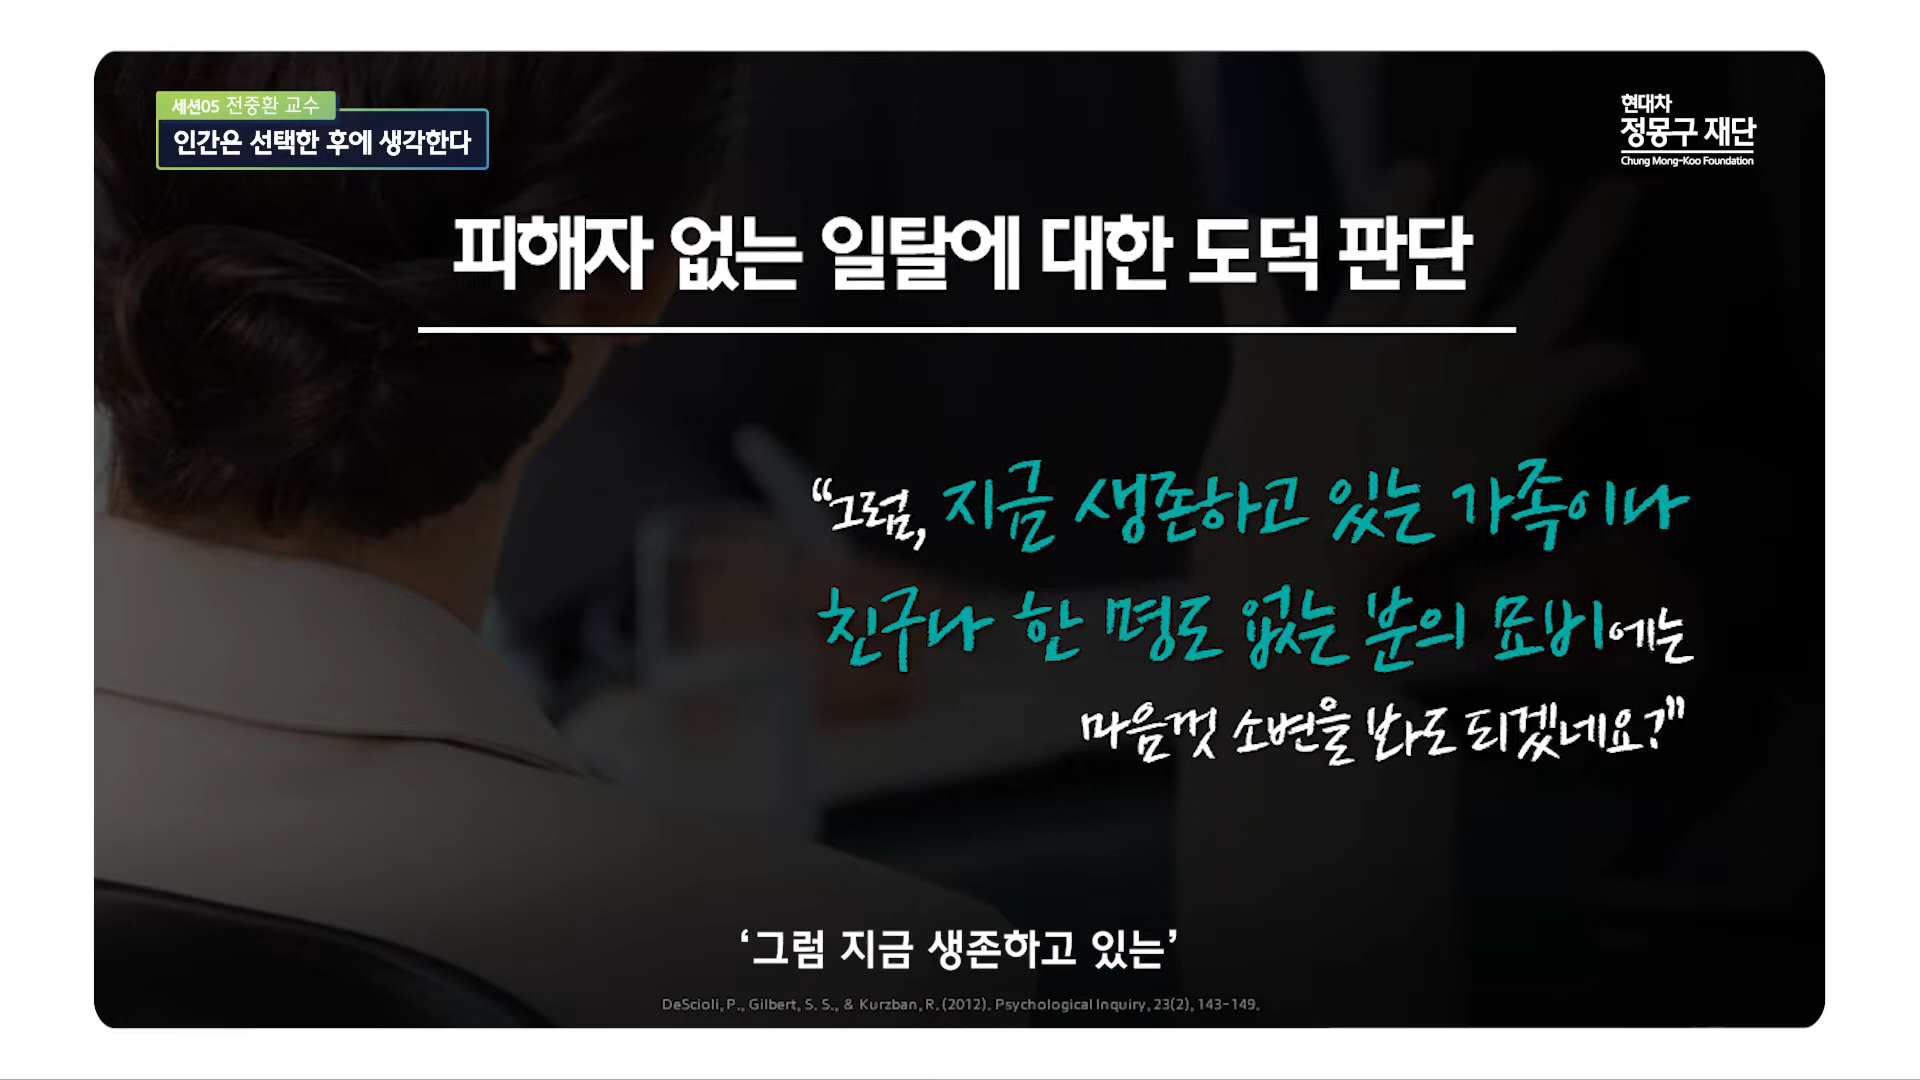 세션05 전중환 교수
인간은 선택한 후에 생각한다
현대차
정몽구 재단
Chung Mong-Koo Foundation
피해자 없는 일탈에 대한 도덕 판단
“그럼, 지금 생존하고 있는 가족이나
친구나 한 명도 없는 분의 묘비에는
마음껏 소변을 봐도 되겠네요?”
‘그럼 지금 생존하고 있는’
DeScioli, P., Gilbert, S. S., & Kurzban, R. (2012). Psychological Inquiry, 23(2), 143-149.